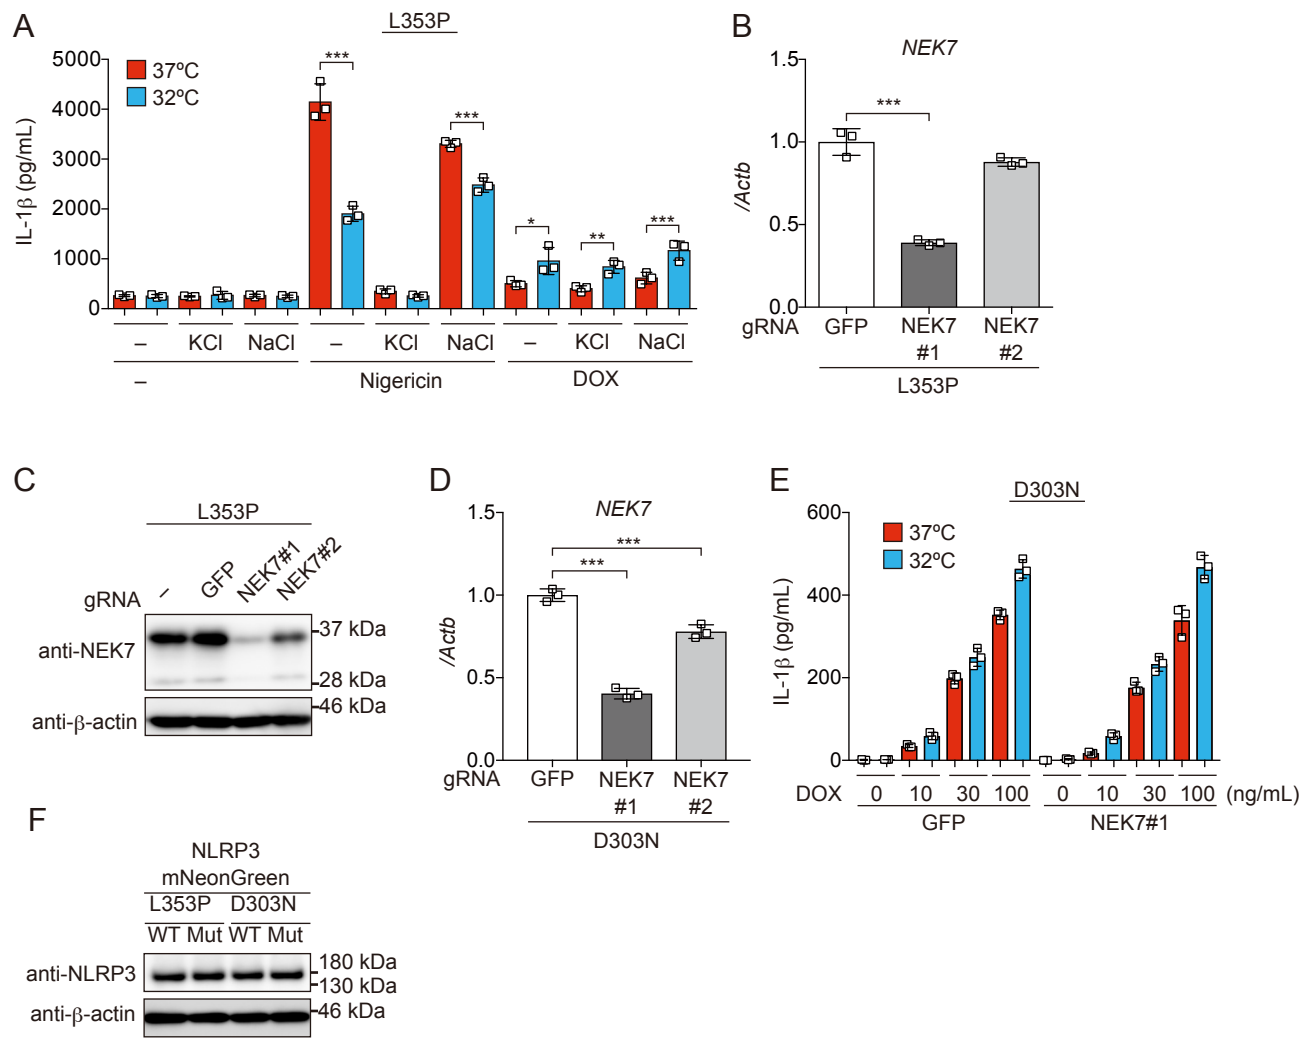 A
L353P
37ºC
32ºC
IL-1β (pg/mL)
5000
4000
3000
2000
1000
0
***
***
*
**
***
– KCl NaCl – KCl NaCl – KCl NaCl
– Nigericin DOX
B
NEK7
/Actb
1.5
1.0
0.5
0.0
***
gRNA GFP NEK7 NEK7
#1 #2
L353P
C
L353P
gRNA – GFP NEK7#1 NEK7#2
anti-NEK7
37 kDa
28 kDa
anti-β-actin
46 kDa
D
NEK7
/Actb
1.5
1.0
0.5
0.0
***
***
gRNA GFP NEK7 NEK7
#1 #2
D303N
E
D303N
37ºC
32ºC
IL-1β (pg/mL)
600
400
200
0
DOX 0 10 30 100 0 10 30 100 (ng/mL)
GFP NEK7#1
F
NLRP3
mNeonGreen
L353P D303N
WT Mut WT Mut
anti-NLRP3
180 kDa
130 kDa
anti-β-actin
46 kDa